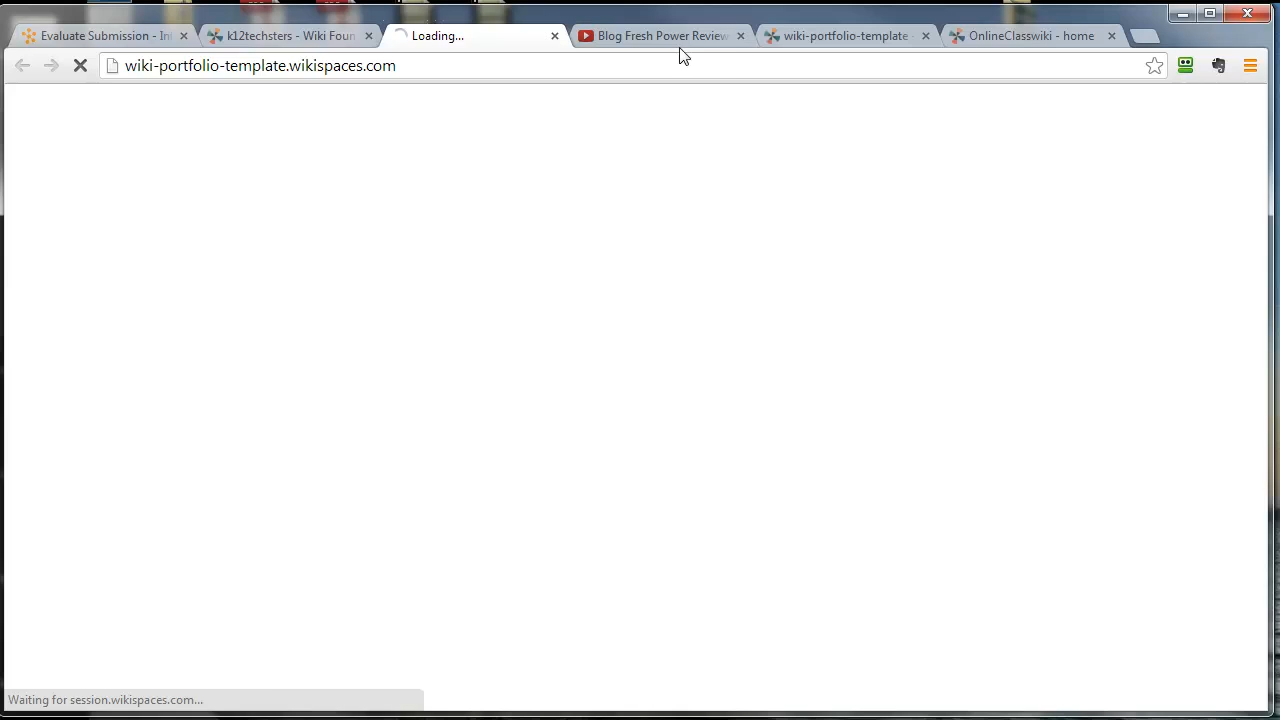 Evaluate Submission - Int
k12techsters - Wiki Foun
Loading...
Blog Fresh Power Review
wiki-portfolio-template -
OnlineClasswiki - home
wiki-portfolio-template.wikispaces.com
Waiting for session.wikispaces.com...